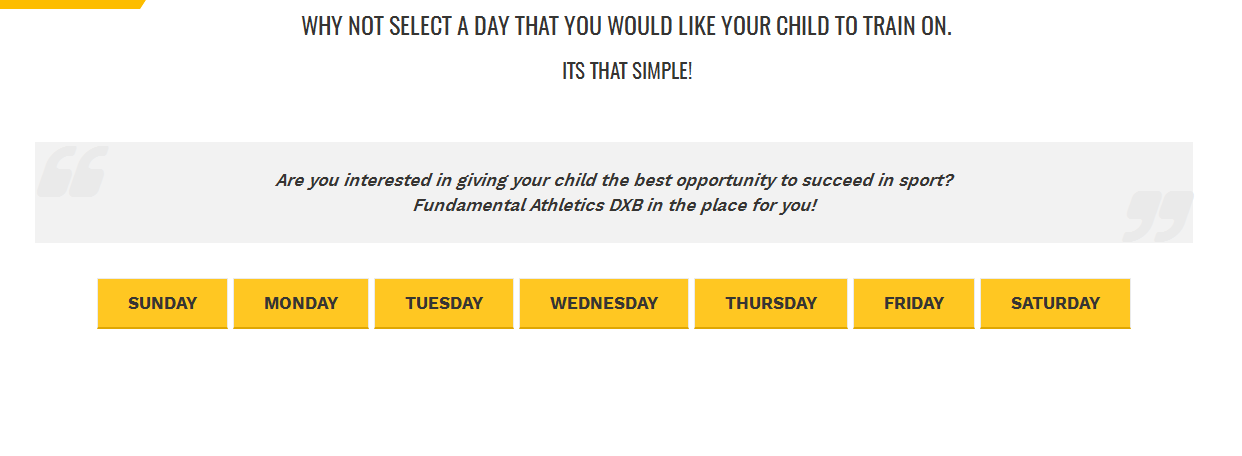 WHY NOT SELECT A DAY THAT YOU WOULD LIKE YOUR CHILD TO TRAIN ON.
ITS THAT SIMPLE!
Are you interested in giving your child the best opportunity to succeed in sport?
Fundamental Athletics DXB in the place for you!
SUNDAY MONDAY TUESDAY WEDNESDAY THURSDAY FRIDAY SATURDAY